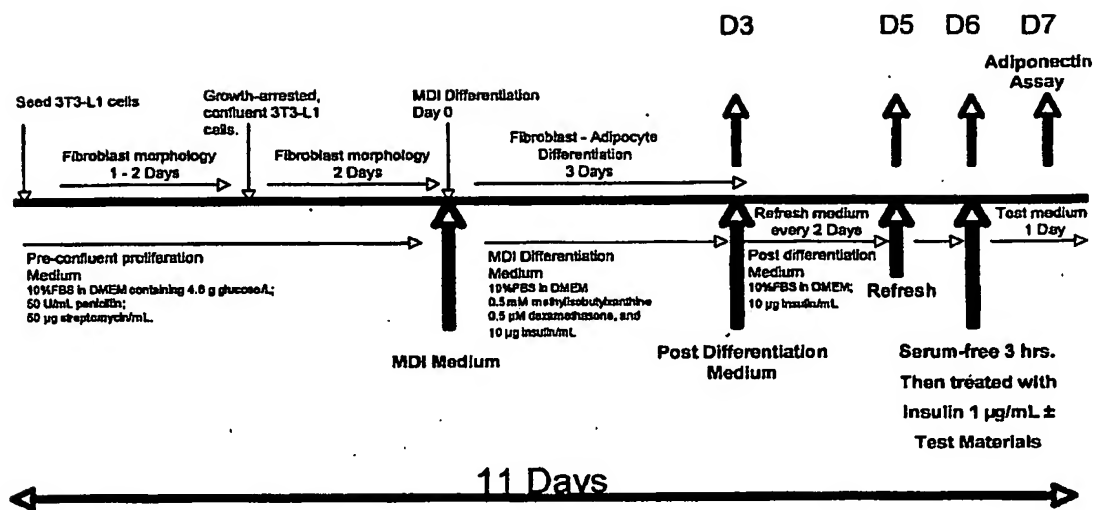 D3 D5 D6 D7
Adiponectin
Assay
Seed 3T3-L1 cells
Growth-arrested,
confluent 3T3-L1
cells.
MDI Differentiation
Day 0
Fibroblast morphology
1 - 2 Days
Fibroblast morphology
2 Days
Fibroblast - Adipocyte
Differentiation
3 Days
Pre-confluent proliferation
Medium
10%FBS in DMEM containing 4.5 g glucose/L;
50 U/mL penicillin;
50 µg streptomycin/mL.
MDI Medium
MDI Differentiation
Medium
10%FBS in DMEM
0.5 mM methylisobutylxanthine
0.5 µM dexamethasone, and
10 µg insulin/mL
Post Differentiation
Medium
Refresh medium
every 2 Days
Post differentiation
Medium
10%FBS in DMEM;
10 µg insulin/mL
Refresh
Test medium
1 Day
Serum-free 3 hrs.
Then tréated with
Insulin 1 µg/mL ±
Test Materials
11 Days